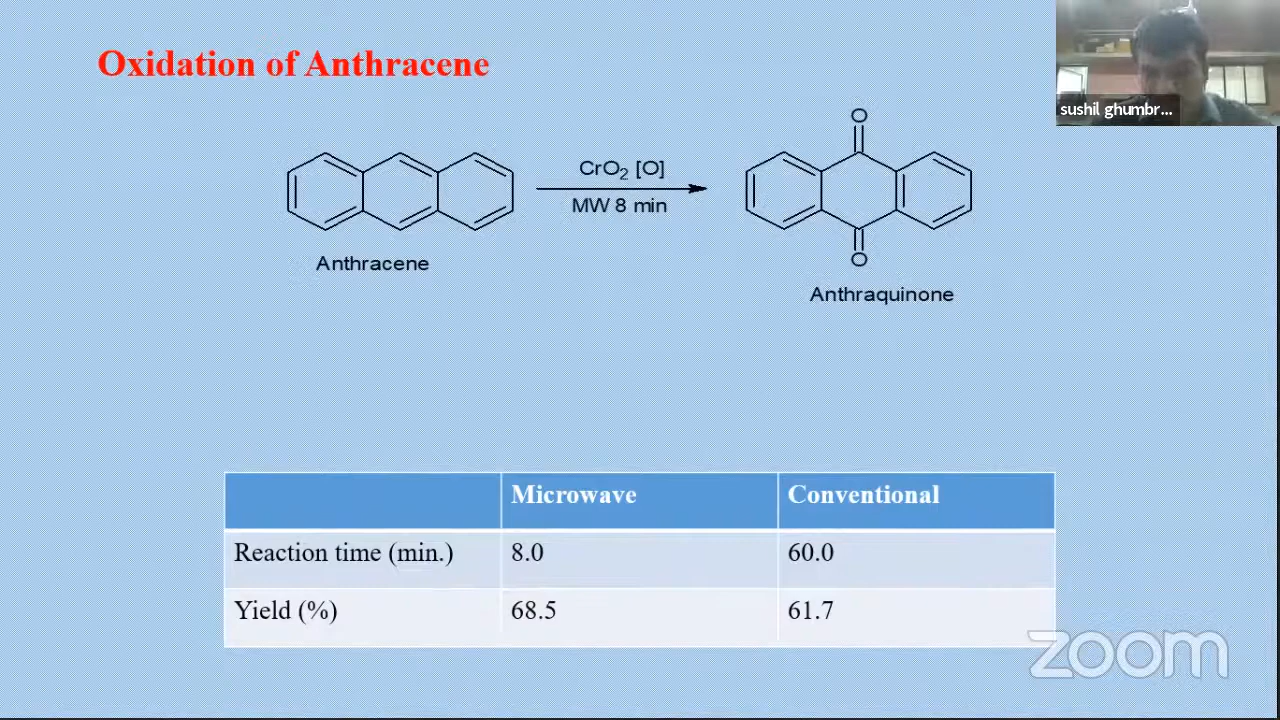 Oxidation of Anthracene
sushil ghumbr...
O
CrO₂ [O]
MW 8 min
O
Anthracene
Anthraquinone
Microwave Conventional
Reaction time (min.) 8.0 60.0
Yield (%) 68.5 61.7
zoom